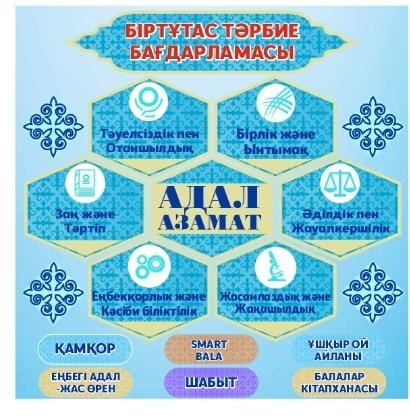 БІРТҰТАС ТӘРБИЕ
БАҒДАРЛАМАСЫ
Тәуелсіздік пен
Отаншылдық
Бірлік және
Ынтымақ
Заң және
Тәртіп
АДАЛ
АЗАМАТ
Әділдік пен
Жауапкершілік
Еңбекқорлық және
Кәсіби біліктілік
Жасампаздық және
Жаңашылдық
ҚАМҚОР
SMART
BALA
ҰШҚЫР ОЙ
АЙЛАНЫ
ЕҢБЕГІ АДАЛ
-ЖАС ӨРЕН
ШАБЫТ
БАЛАЛАР
КІТАПХАНАСЫ